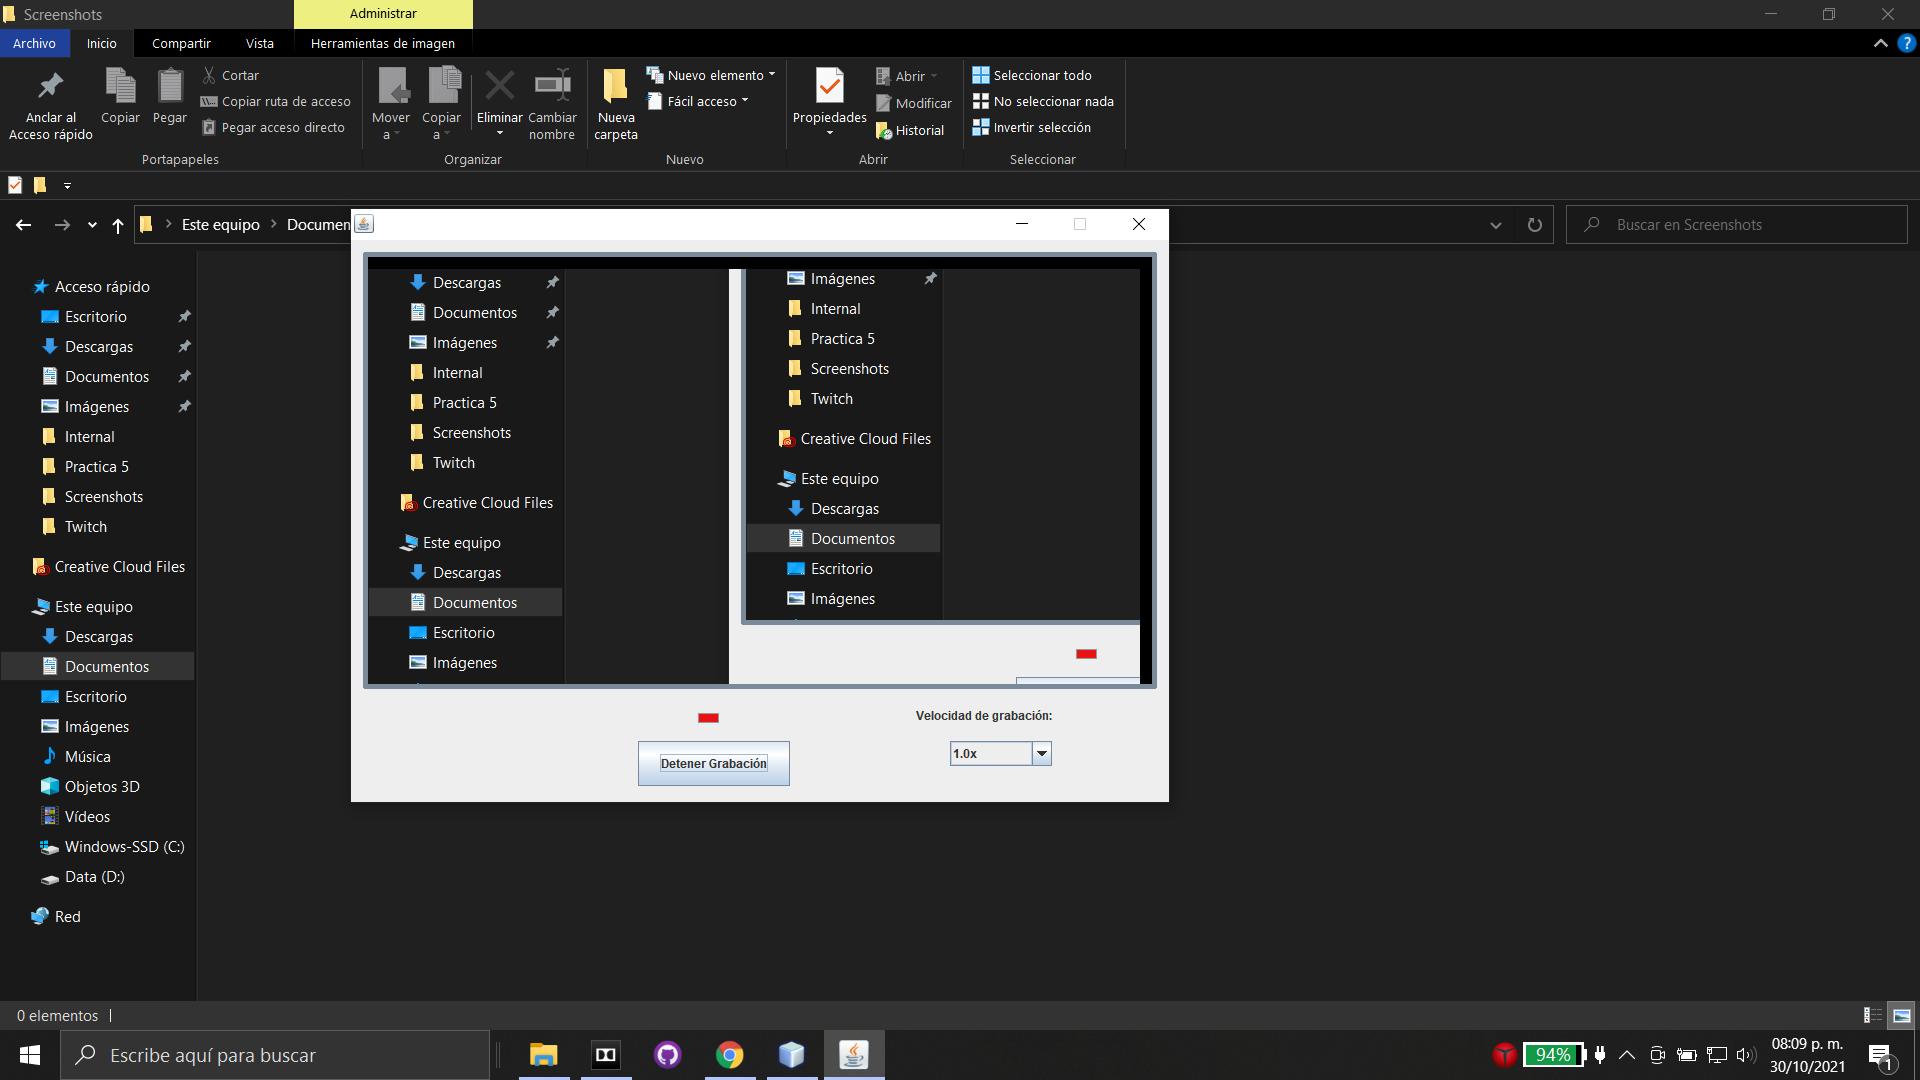 Screenshots
Administrar
Archivo
Inicio
Compartir
Vista
Herramientas de imagen
Anclar al
Acceso rápido
Copiar
Pegar
Cortar
Copiar ruta de acceso
Pegar acceso directo
Portapapeles
Mover
a
Copiar
a
Eliminar
Cambiar
nombre
Organizar
Nueva
carpeta
Nuevo elemento
Fácil acceso
Nuevo
Propiedades
Abrir
Modificar
Historial
Abrir
Seleccionar todo
No seleccionar nada
Invertir selección
Seleccionar
Este equipo
Documen
Buscar en Screenshots
Acceso rápido
Escritorio
Descargas
Documentos
Imágenes
Internal
Practica 5
Screenshots
Twitch
Creative Cloud Files
Este equipo
Descargas
Documentos
Escritorio
Imágenes
Música
Objetos 3D
Vídeos
Windows-SSD (C:)
Data (D:)
Red
Descargas
Documentos
Imágenes
Internal
Practica 5
Screenshots
Twitch
Creative Cloud Files
Este equipo
Descargas
Documentos
Escritorio
Imágenes
Imágenes
Internal
Practica 5
Screenshots
Twitch
Creative Cloud Files
Este equipo
Descargas
Documentos
Escritorio
Imágenes
Detener Grabación
Velocidad de grabación:
1.0x
0 elementos
Escribe aquí para buscar
94%
08:09 p. m.
30/10/2021
1